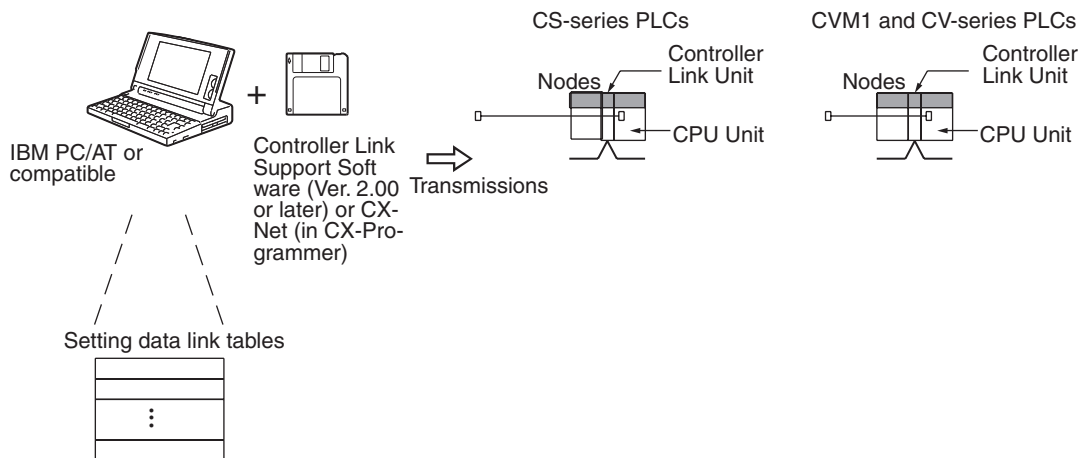 CS-series PLCs
CVM1 and CV-series PLCs
Controller
Link Unit
Nodes
CPU Unit
Controller
Link Unit
Nodes
CPU Unit
+
IBM PC/AT or
compatible
Controller Link
Support Soft
ware (Ver. 2.00
or later) or CX-
Net (in CX-Pro-
grammer)
Transmissions
Setting data link tables